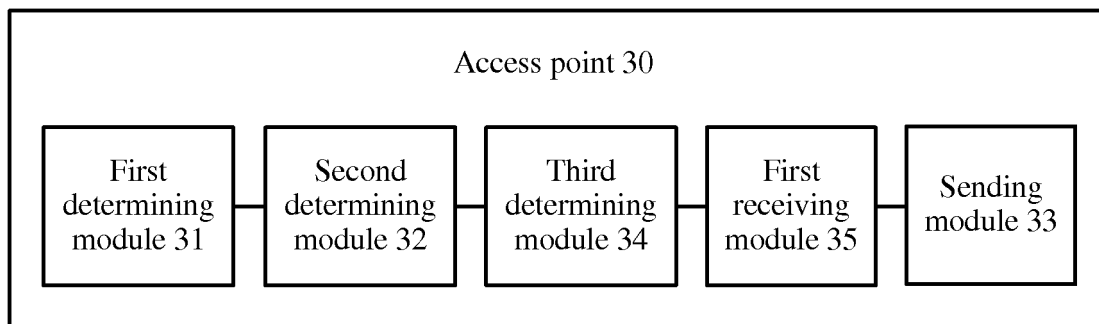 Access point 30
First
determining
module 31
Second
determining
module 32
Third
determining
module 34
First
receiving
module 35
Sending
module 33